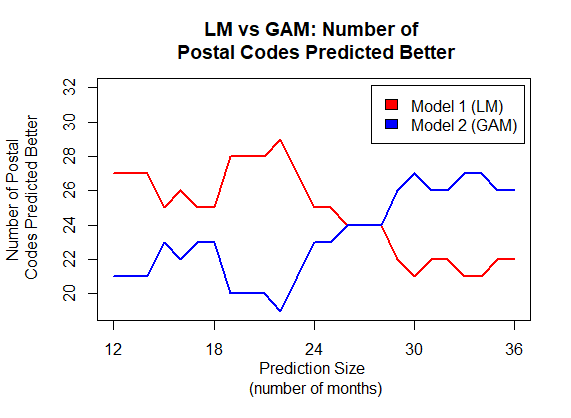 LM vs GAM: Number of
Postal Codes Predicted Better
Number of Postal
Codes Predicted Better
32
30
28
26
24
22
20
Model 1 (LM)
Model 2 (GAM)
12 18 24 30 36
Prediction Size
(number of months)